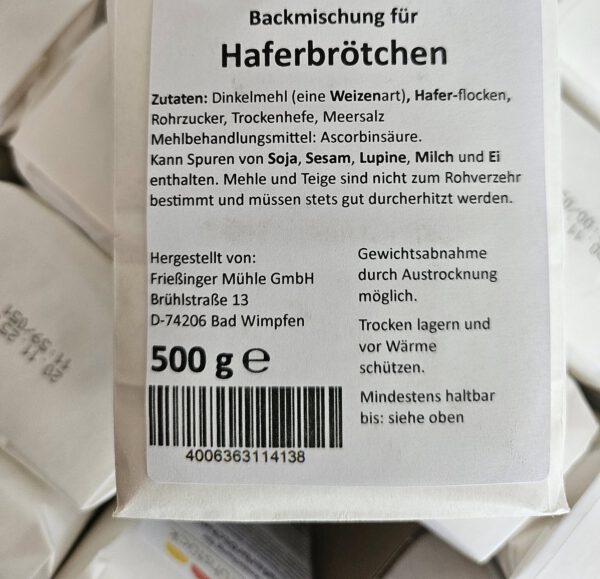 Backmischung für
Haferbrötchen
Zutaten: Dinkelmehl (eine Weizenart), Hafer-flocken,
Rohrzucker, Trockenhefe, Meersalz
Mehlbehandlungsmittel: Ascorbinsäure.
Kann Spuren von Soja, Sesam, Lupine, Milch und Ei
enthalten. Mehle und Teige sind nicht zum Rohverzehr
bestimmt und müssen stets gut durcherhitzt werden.
Hergestellt von:
Frießinger Mühle GmbH
Brühlstraße 13
D-74206 Bad Wimpfen
500 g ℮
4006363114138
Gewichtsabnahme
durch Austrocknung
möglich.
Trocken lagern und
vor Wärme
schützen.
Mindestens haltbar
bis: siehe oben